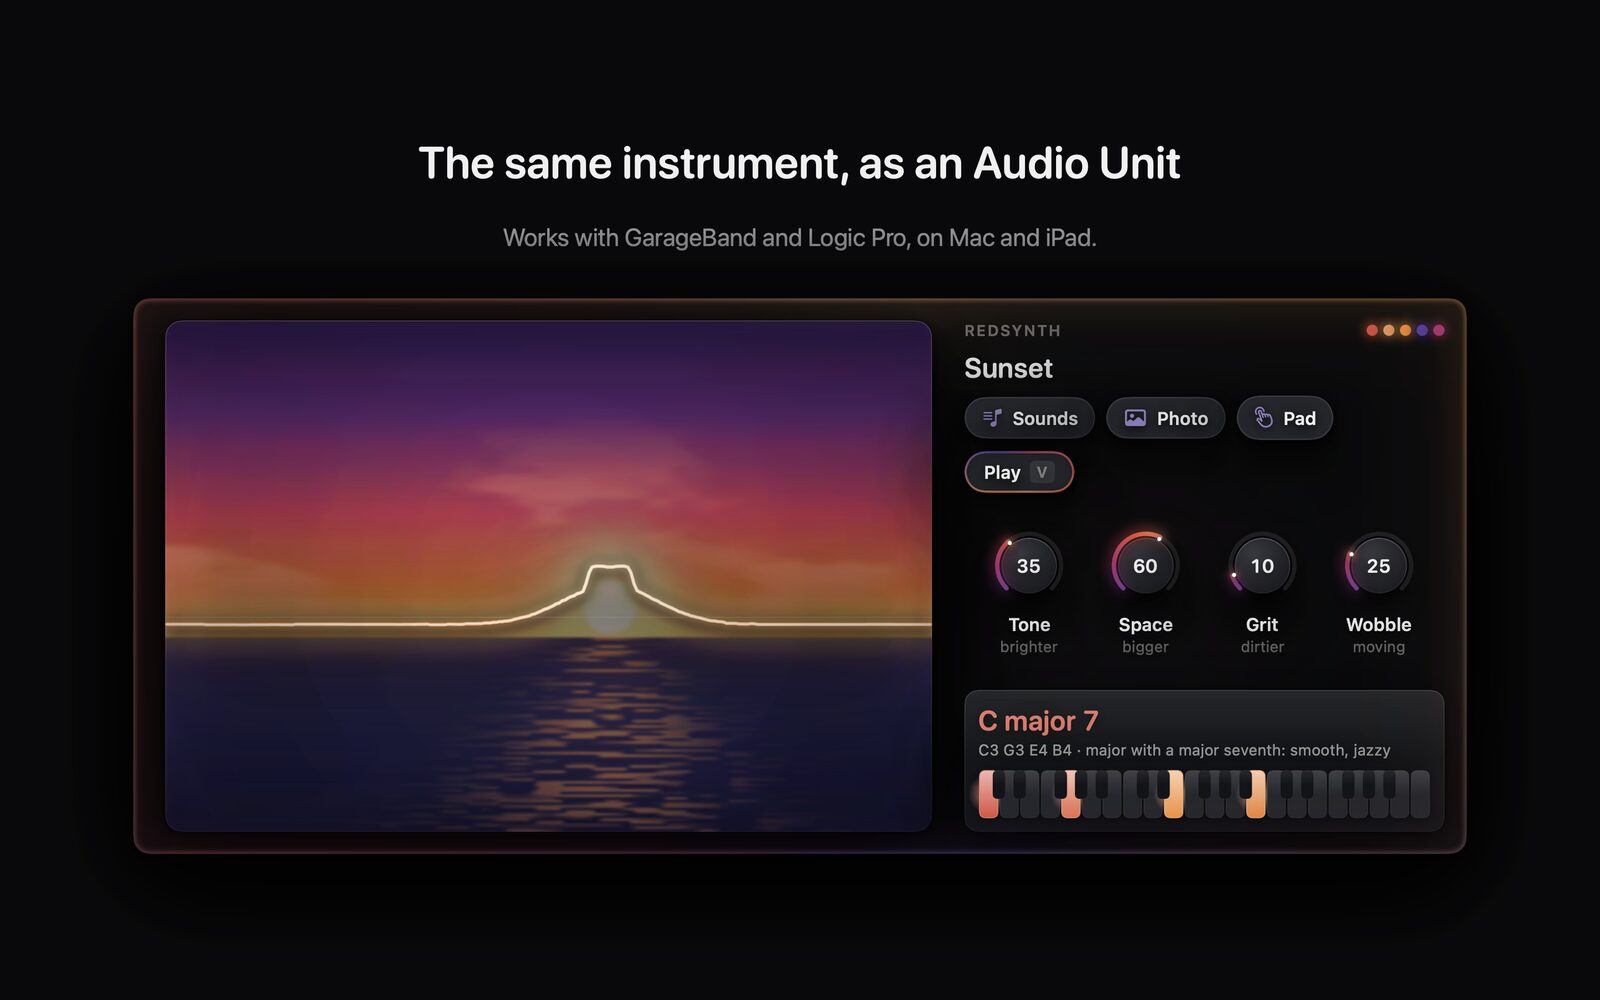 The same instrument, as an Audio Unit
Works with GarageBand and Logic Pro, on Mac and iPad.
REDSYNTH
Sunset
Sounds Photo Pad
Play V
35 60 10 25
Tone Space Grit Wobble
brighter bigger dirtier moving
C major 7
C3 G3 E4 B4 · major with a major seventh: smooth, jazzy